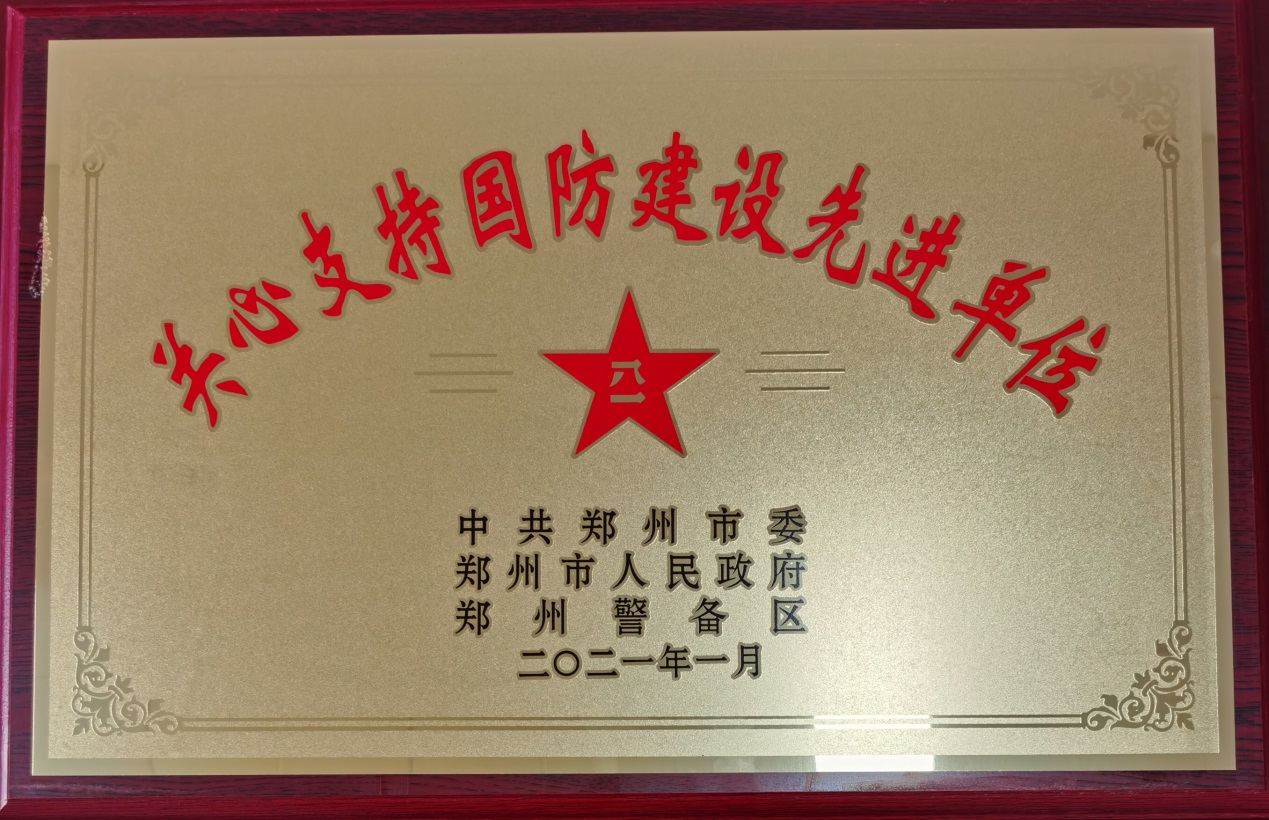 关心支持国防建设先进单位
八一
中共郑州市委
郑州市人民政府
郑州警备区
二〇二一年一月